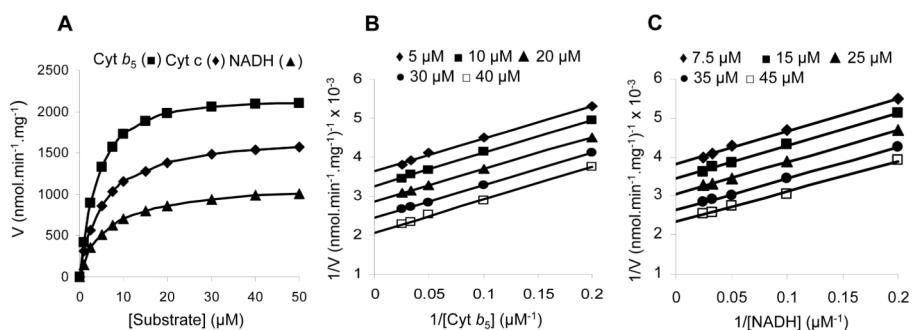 A
Cyt b5 (■) Cyt c (♦) NADH (▲)
2500
2000
1500
1000
500
0
V (nmol.min-1.mg-1)
0 10 20 30 40 50
[Substrate] (µM)
B
♦ 5 µM ■ 10 µM ▲ 20 µM
● 30 µM □ 40 µM
6
5
4
3
2
1
1/V (nmol.min-1.mg-1)-1 x 10-3
0 0.05 0.1 0.15 0.2
1/[Cyt b5] (µM-1)
C
♦ 7.5 µM ■ 15 µM ▲ 25 µM
● 35 µM □ 45 µM
6
5
4
3
2
1
1/V (nmol.min-1.mg-1)-1 x 10-3
0 0.05 0.1 0.15 0.2
1/[NADH] (µM-1)